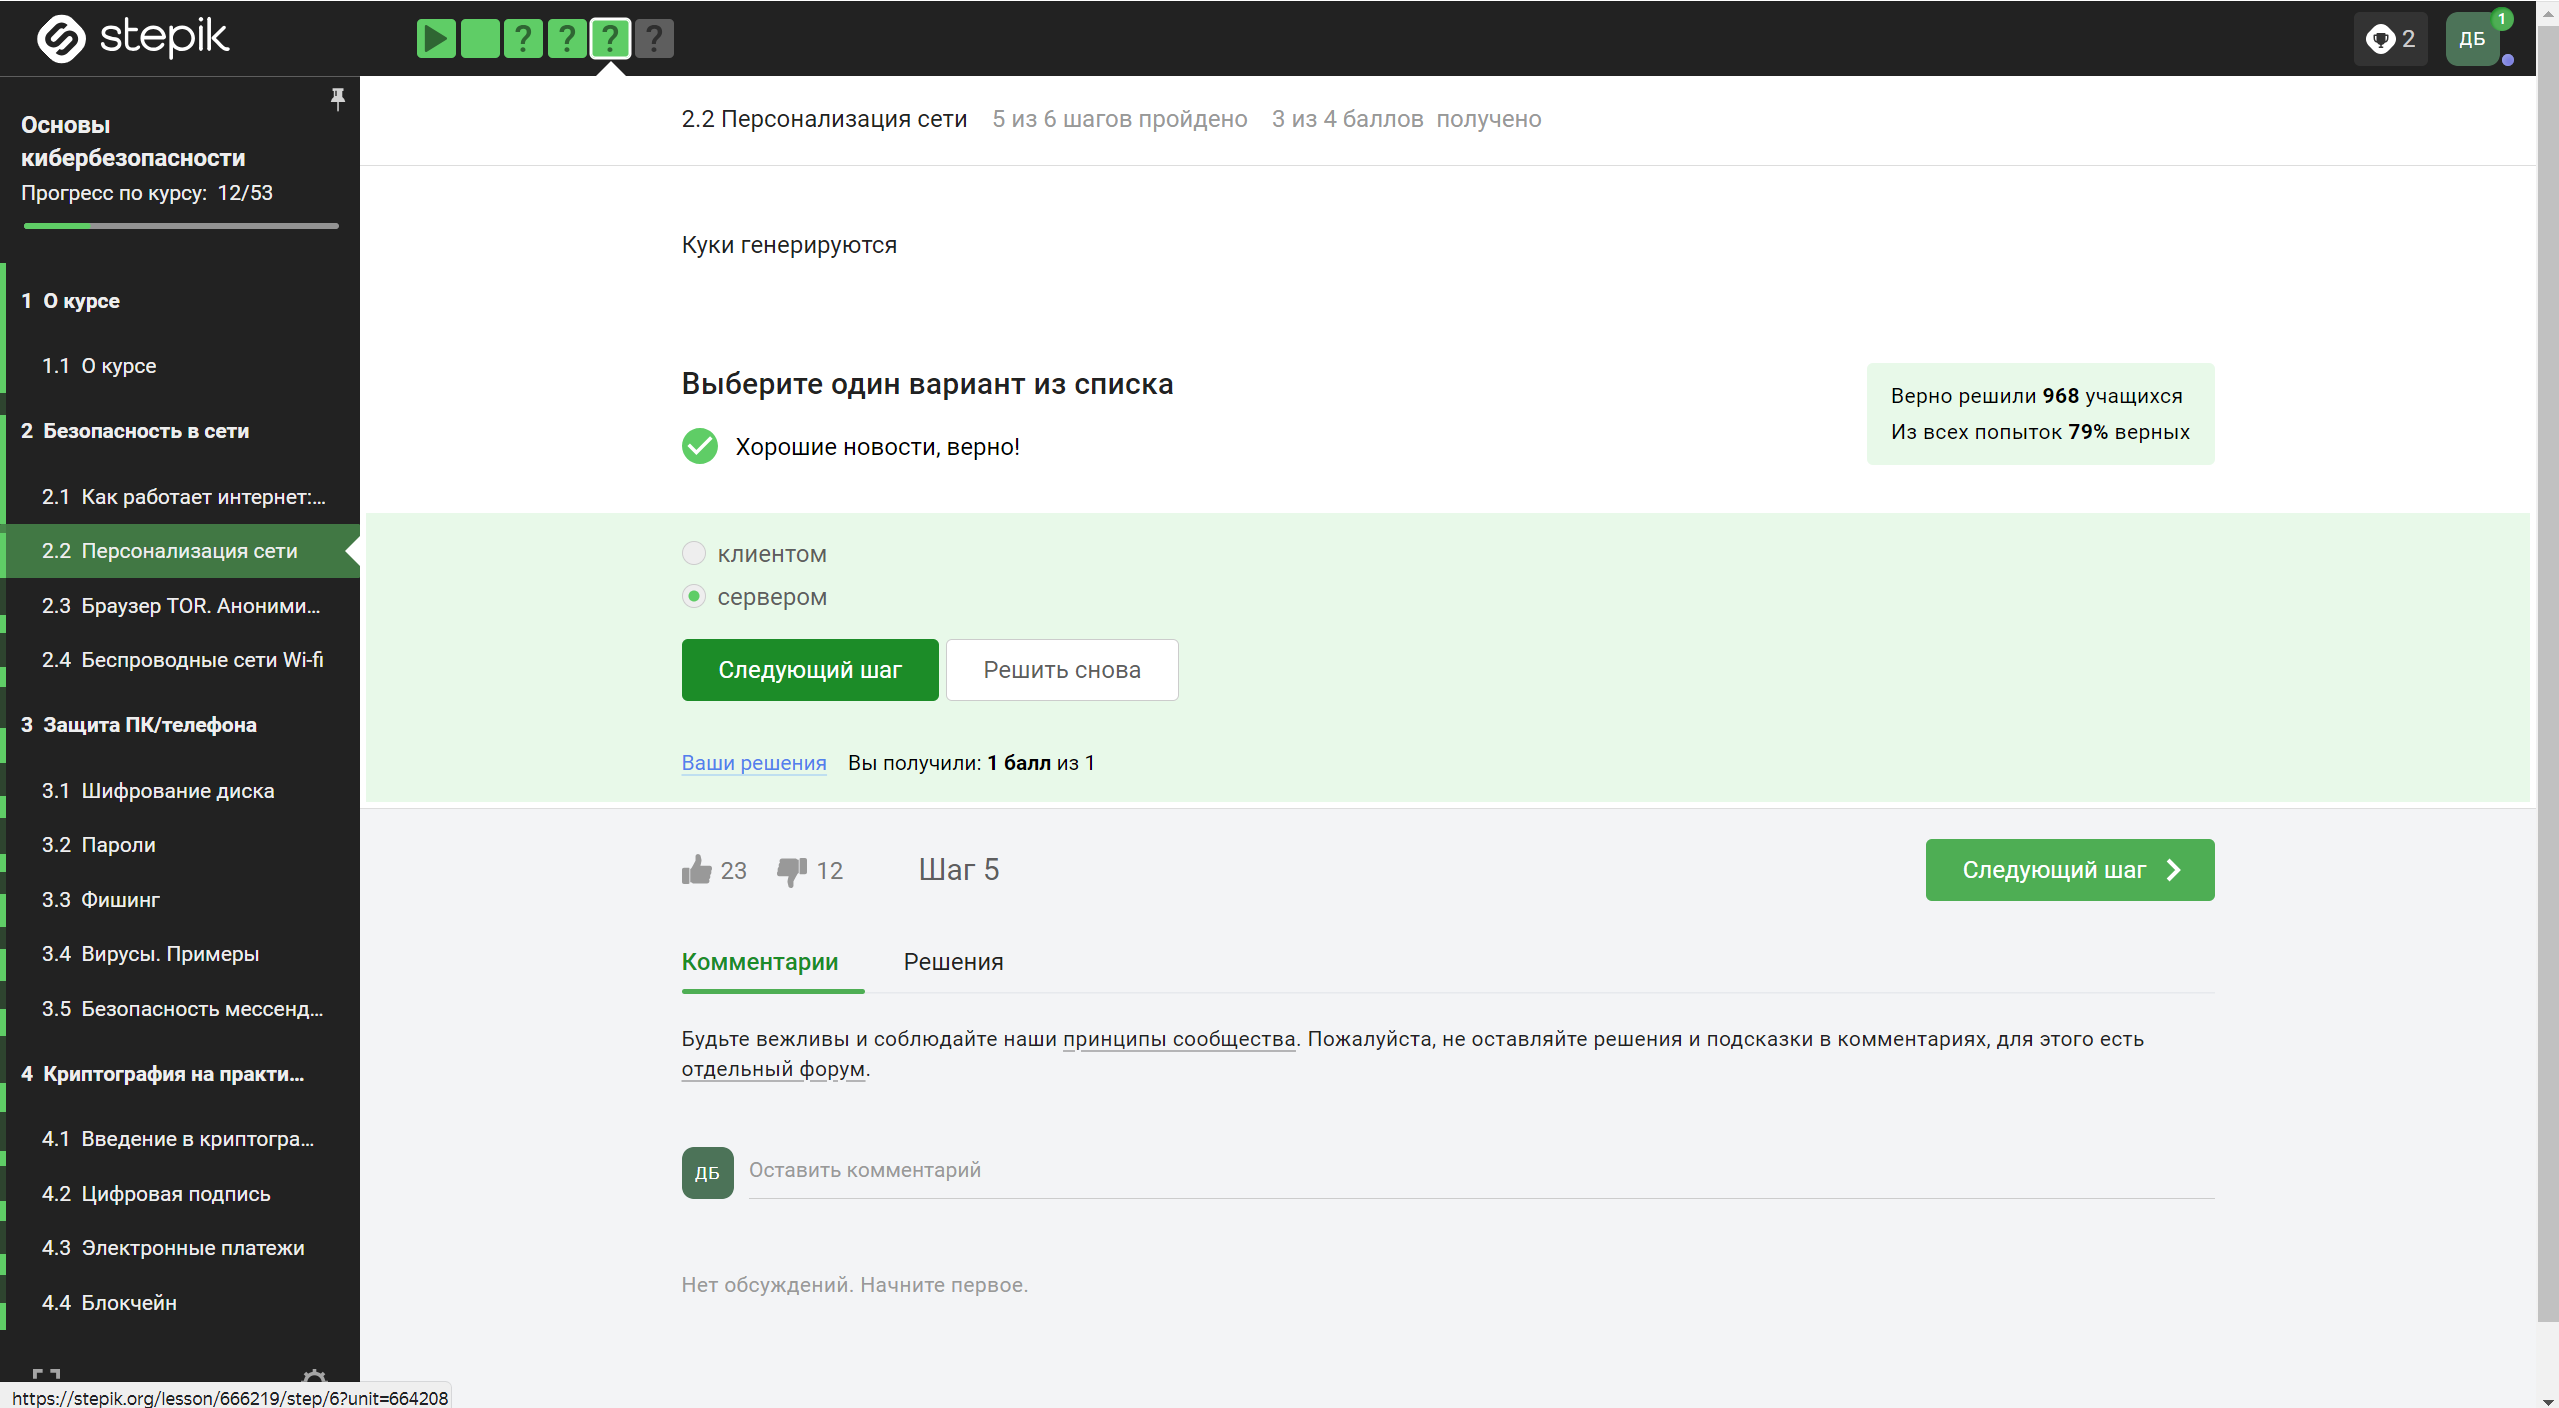 stepik
?
?
?
?
2
ДБ
1
Основы
кибербезопасности
Прогресс по курсу: 12/53
1 О курсе
1.1 О курсе
2 Безопасность в сети
2.1 Как работает интернет:...
2.2 Персонализация сети
2.3 Браузер TOR. Аноними...
2.4 Беспроводные сети Wi-fi
3 Защита ПК/телефона
3.1 Шифрование диска
3.2 Пароли
3.3 Фишинг
3.4 Вирусы. Примеры
3.5 Безопасность мессенд...
4 Криптография на практи...
4.1 Введение в криптогра...
4.2 Цифровая подпись
4.3 Электронные платежи
4.4 Блокчейн
2.2 Персонализация сети 5 из 6 шагов пройдено 3 из 4 баллов получено
Куки генерируются
Выберите один вариант из списка
Хорошие новости, верно!
Верно решили 968 учащихся
Из всех попыток 79% верных
клиентом
сервером
Следующий шаг
Решить снова
Ваши решения Вы получили: 1 балл из 1
23
12
Шаг 5
Следующий шаг
Комментарии
Решения
Будьте вежливы и соблюдайте наши принципы сообщества. Пожалуйста, не оставляйте решения и подсказки в комментариях, для этого есть
отдельный форум.
ДБ
Оставить комментарий
Нет обсуждений. Начните первое.
https://stepik.org/lesson/666219/step/6?unit=664208